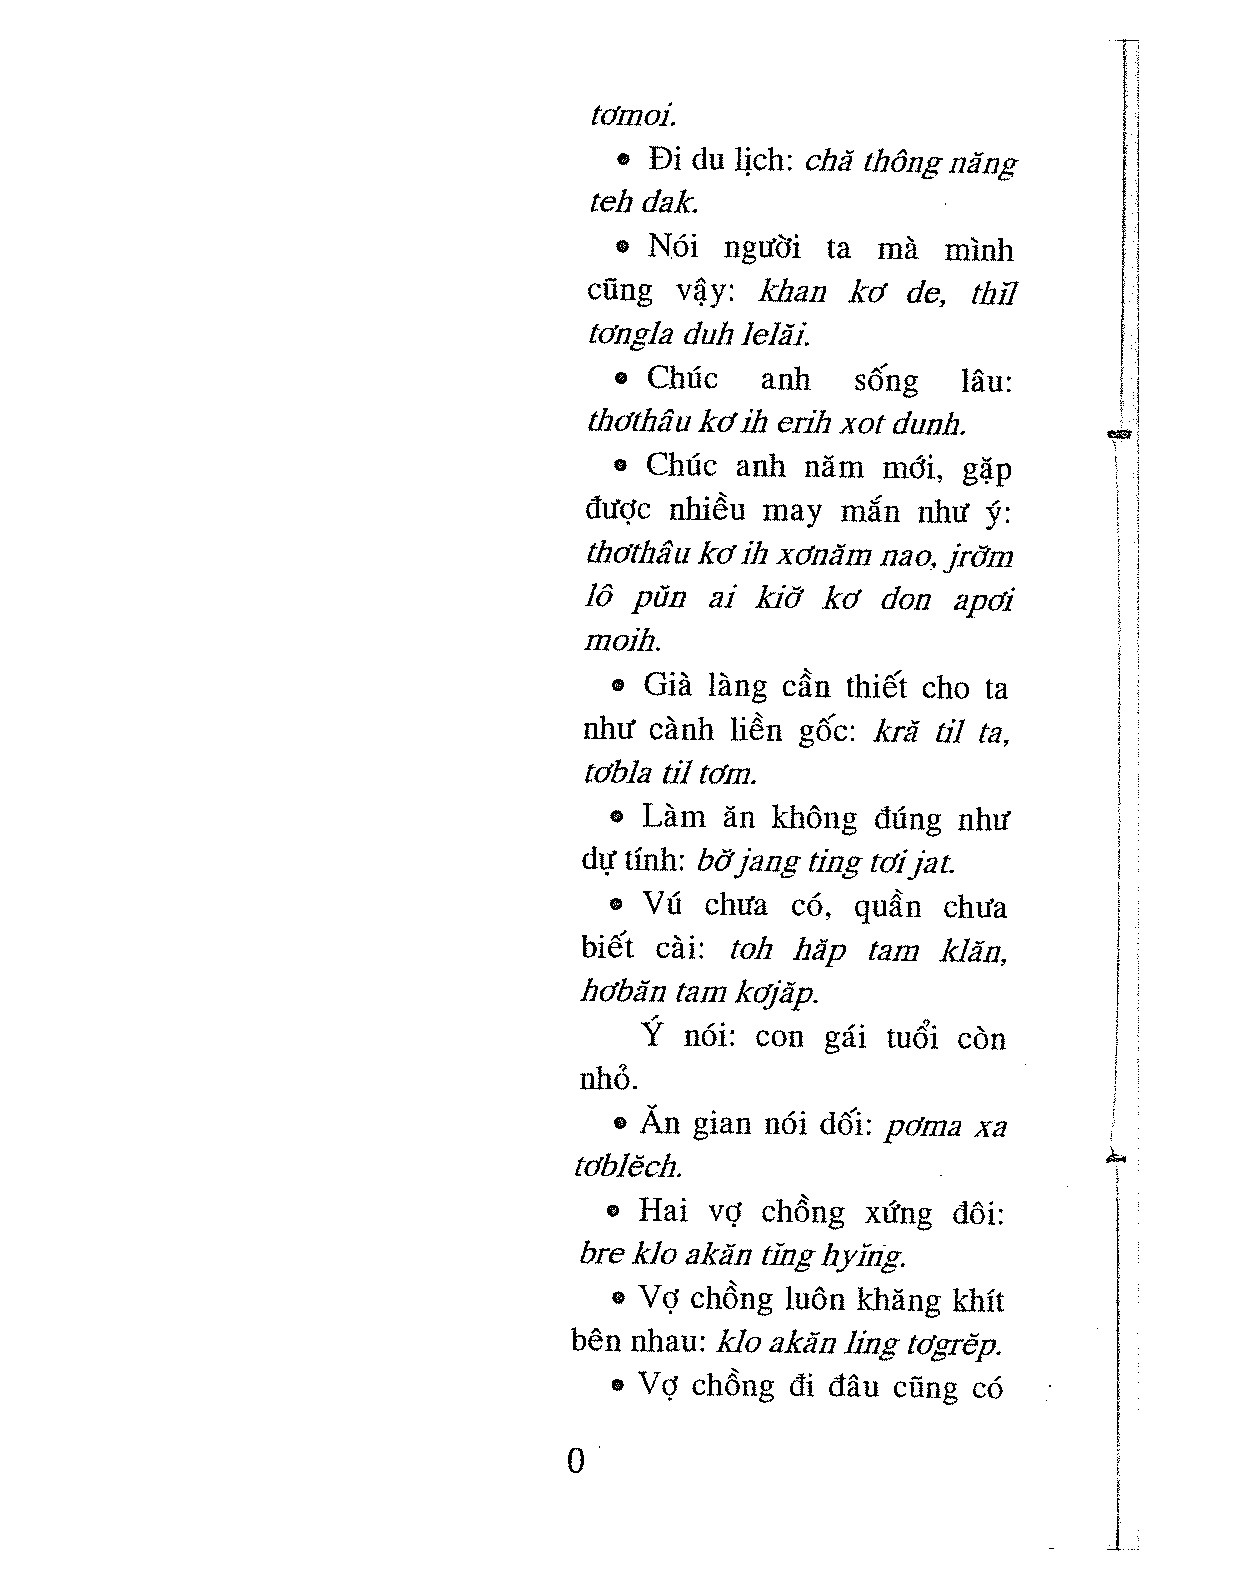 tơmoi.
• Đi du lịch: chă thông năng
teh dak.
• Nói người ta mà mình
cũng vậy: khan kơ de, thĭl
tơngla duh lelăi.
• Chúc anh sống lâu:
thơthâu kơ ih erih xot dunh.
• Chúc anh năm mới, gặp
được nhiều may mắn như ý:
thơthâu kơ ih xơnăm nao, jrơ̆m
lô pŭn ai kiơ̆ kơ don apơi
moih.
• Già làng cần thiết cho ta
như cành liền gốc: kră til ta,
tơbla til tơm.
• Làm ăn không đúng như
dự tính: bơ̆ jang ting tơi jat.
• Vú chưa có, quần chưa
biết cài: toh hăp tam klăn,
hơbăn tam kơjăp.
Ý nói: con gái tuổi còn
nhỏ.
• Ăn gian nói dối: pơma xa
tơblĕch.
• Hai vợ chồng xứng đôi:
bre klo akăn tĭng hyĭng.
• Vợ chồng luôn khăng khít
bên nhau: klo akăn ling tơgrĕp.
• Vợ chồng đi đâu cũng có
0